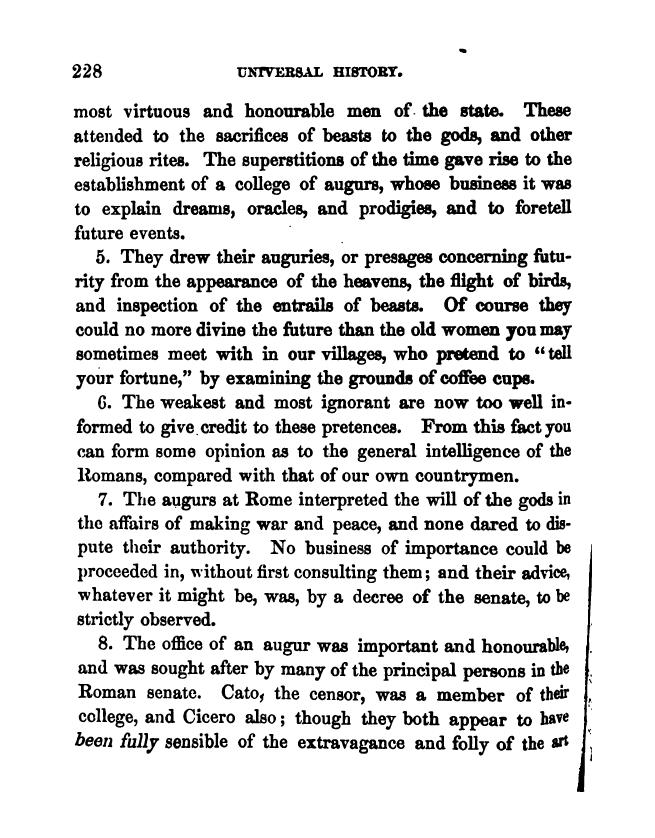 228 UNIVERSAL HISTORY.
most virtuous and honourable men of the state. These
attended to the sacrifices of beasts to the gods, and other
religious rites. The superstitions of the time gave rise to the
establishment of a college of augurs, whose business it was
to explain dreams, oracles, and prodigies, and to foretell
future events.
5. They drew their auguries, or presages concerning futu-
rity from the appearance of the heavens, the flight of birds,
and inspection of the entrails of beasts. Of course they
could no more divine the future than the old women you may
sometimes meet with in our villages, who pretend to “tell
your fortune,” by examining the grounds of coffee cups.
6. The weakest and most ignorant are now too well in-
formed to give credit to these pretences. From this fact you
can form some opinion as to the general intelligence of the
Romans, compared with that of our own countrymen.
7. The augurs at Rome interpreted the will of the gods in
the affairs of making war and peace, and none dared to dis-
pute their authority. No business of importance could be
proceeded in, without first consulting them; and their advice,
whatever it might be, was, by a decree of the senate, to be
strictly observed.
8. The office of an augur was important and honourable,
and was sought after by many of the principal persons in the
Roman senate. Cato, the censor, was a member of their
college, and Cicero also; though they both appear to have
been fully sensible of the extravagance and folly of the art